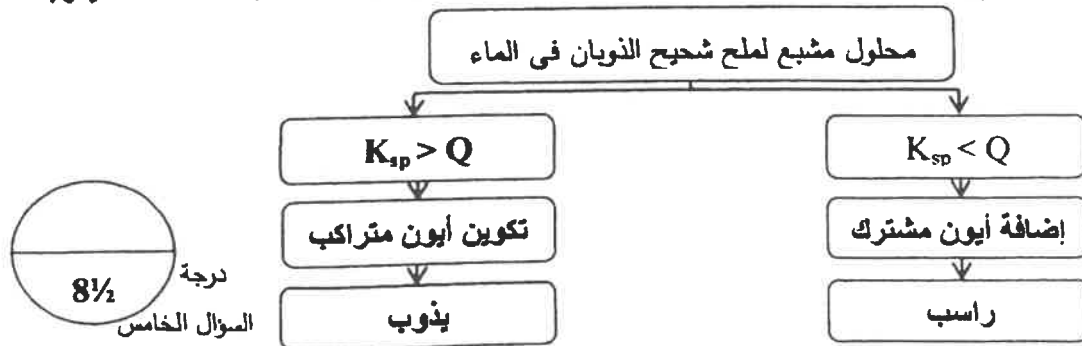 محلول مشبع لملح شحيح الذوبان فى الماء
K_sp < Q
K_sp > Q
إضافة أيون مشترك
تكوين أيون متراكب
راسب
يذوب
8½
درجة
السؤال الخامس